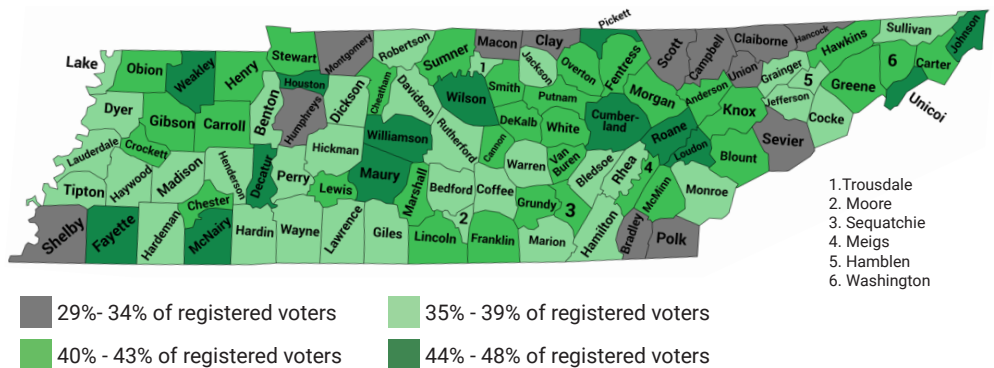 Pickett
Lake
Obion
Weakley
Henry
Stewart
Montgomery
Robertson
Sumner
Macon
Clay
Scott
Campbell
Claiborne
Hancock
Hawkins
Sullivan
Johnson
Houston
Cheatham
Davidson
1
Smith
Jackson
Overton
Fentress
Union
Grainger
5
Greene
6
Carter
Unicoi
Dyer
Gibson
Carroll
Benton
Humphreys
Dickson
Wilson
Putnam
Morgan
Anderson
Knox
Jefferson
Cocke
Lauderdale
Crockett
Williamson
Rutherford
DeKalb
White
Cumber-
land
Roane
Loudon
Sevier
Hickman
Cannon
Warren
Van
Buren
Bledsoe
Rhea
4
Blount
Tipton
Haywood
Madison
Henderson
Decatur
Perry
Lewis
Maury
Marshall
Bedford
Coffee
Grundy
3
McMinn
Monroe
Shelby
Fayette
Hardeman
Chester
McNairy
Hardin
Wayne
Lawrence
Giles
Lincoln
2
Franklin
Marion
Hamilton
Bradley
Polk
1.Trousdale
2. Moore
3. Sequatchie
4. Meigs
5. Hamblen
6. Washington
29%- 34% of registered voters
35% - 39% of registered voters
40% - 43% of registered voters
44% - 48% of registered voters